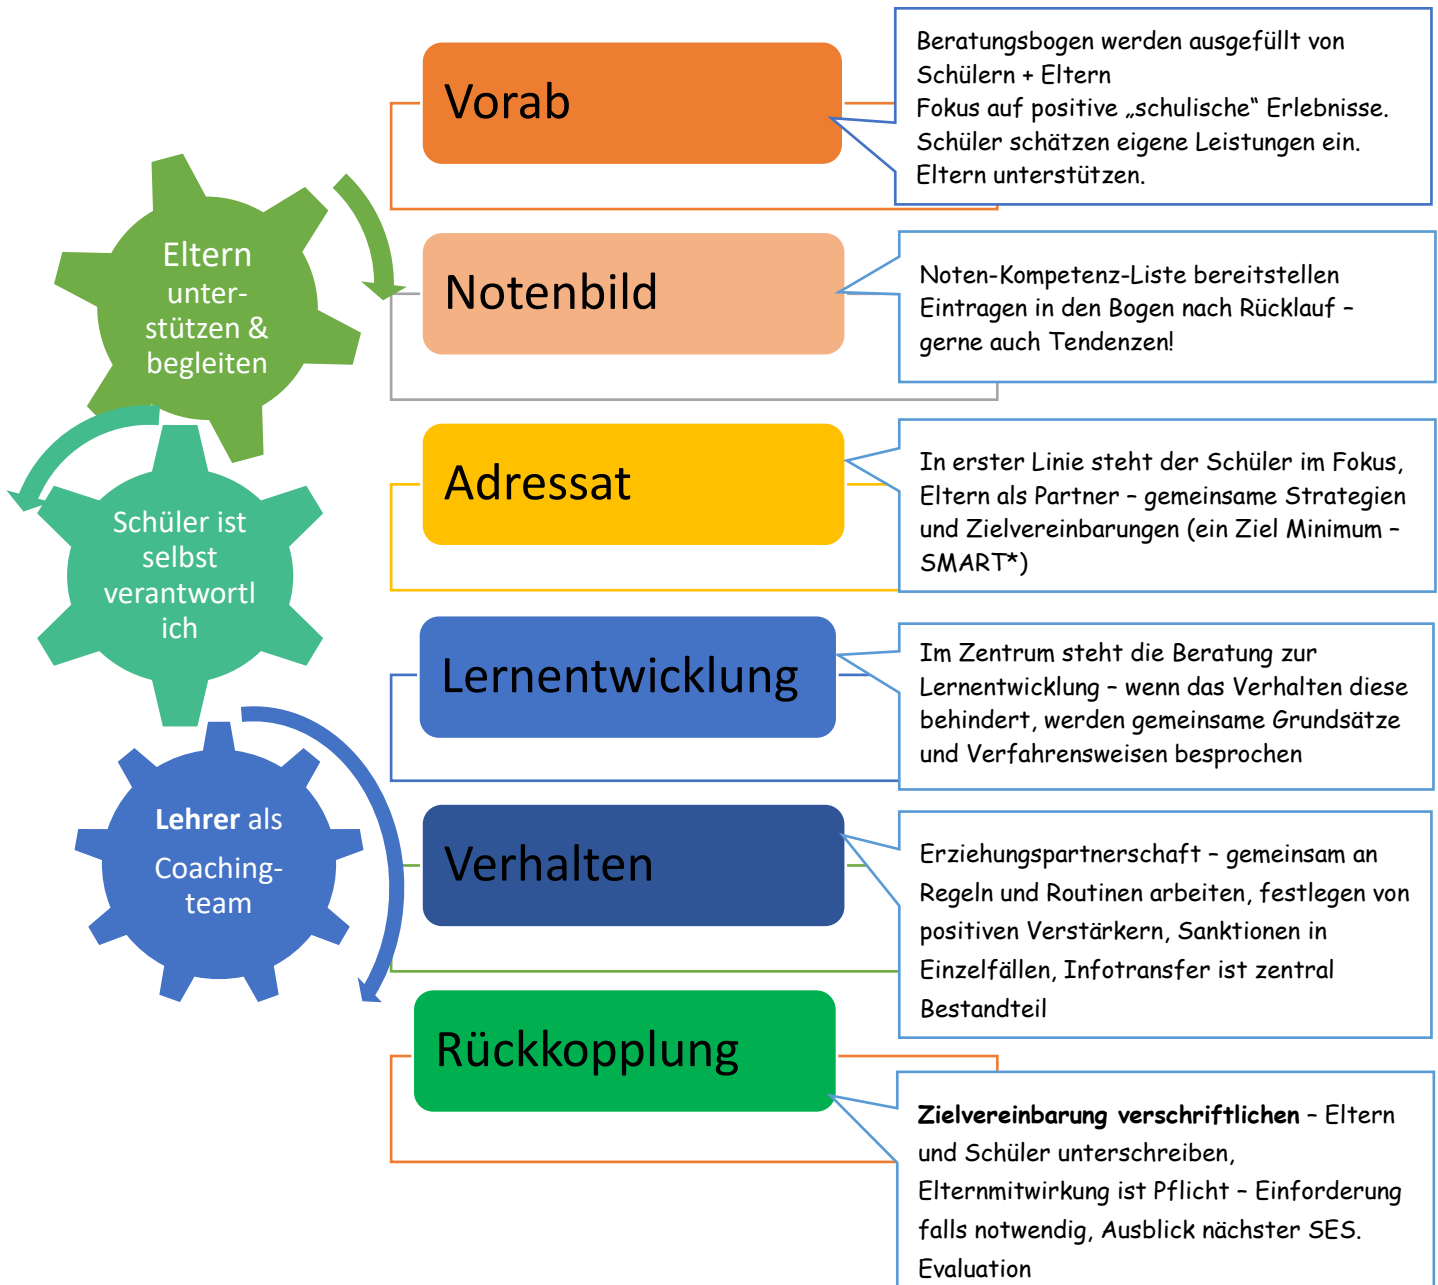 Vorab
Beratungsbogen werden ausgefüllt von
Schülern + Eltern
Fokus auf positive „schulische“ Erlebnisse.
Schüler schätzen eigene Leistungen ein.
Eltern unterstützen.
Eltern
unter-
stützen &
begleiten
Notenbild
Noten-Kompetenz-Liste bereitstellen
Eintragen in den Bogen nach Rücklauf –
gerne auch Tendenzen!
Adressat
In erster Linie steht der Schüler im Fokus,
Eltern als Partner – gemeinsame Strategien
und Zielvereinbarungen (ein Ziel Minimum –
SMART*)
Schüler ist
selbst
verantwortl
ich
Lernentwicklung
Im Zentrum steht die Beratung zur
Lernentwicklung – wenn das Verhalten diese
behindert, werden gemeinsame Grundsätze
und Verfahrensweisen besprochen
Lehrer als
Coaching-
team
Verhalten
Erziehungspartnerschaft – gemeinsam an
Regeln und Routinen arbeiten, festlegen von
positiven Verstärkern, Sanktionen in
Einzelfällen, Infotransfer ist zentral
Bestandteil
Rückkopplung
Zielvereinbarung verschriftlichen – Eltern
und Schüler unterschreiben,
Elternmitwirkung ist Pflicht – Einforderung
falls notwendig, Ausblick nächster SES.
Evaluation